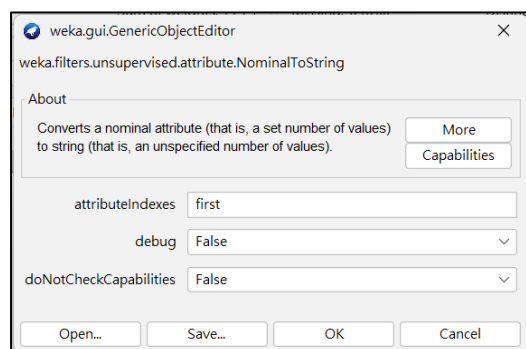 weka.gui.GenericObjectEditor
weka.filters.unsupervised.attribute.NominalToString
About
Converts a nominal attribute (that is, a set number of values)
to string (that is, an unspecified number of values).
More
Capabilities
attributeIndexes first
debug False
doNotCheckCapabilities False
Open... Save... OK Cancel